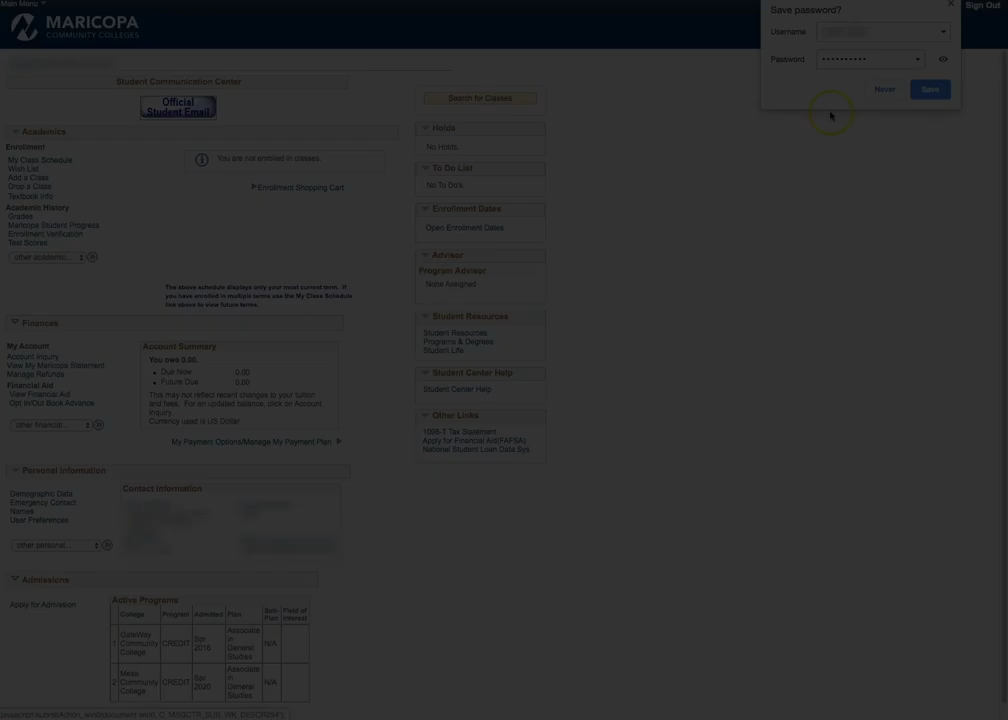 Main Menu
Sign Out
MARICOPA
COMMUNITY COLLEGES
Save password?
Username
Password
Never
Save
Student Communication Center
Official
Student Email
Academics
Enrollment
My Class Schedule
Wish List
Add a Class
Drop a Class
Textbook Info
Academic History
Grades
Maricopa Student Progress
Enrollment Verification
Test Scores
other academic...
You are not enrolled in classes.
Enrollment Shopping Cart
The above schedule displays only your most current term. If
you have enrolled in multiple terms use the My Class Schedule
link above to view future terms.
Finances
My Account
Account Inquiry
View My Maricopa Statement
Manage Refunds
Financial Aid
View Financial Aid
Opt In/Out Book Advance
other financial...
Account Summary
You owe 0.00.
Due Now 0.00
Future Due 0.00
This may not reflect recent changes to your tuition
and fees. For an updated balance, click on Account
Inquiry.
Currency used is US Dollar
My Payment Options/Manage My Payment Plan
Personal Information
Demographic Data
Emergency Contact
Names
User Preferences
other personal...
Contact Information
Admissions
Apply for Admission
Active Programs
College Program Admitted Plan Sub-Plan Field of Interest
1 GateWay Community College CREDIT Spr 2016 Associate in General Studies N/A
2 Mesa Community College CREDIT Spr 2020 Associate in General Studies N/A
Search for Classes
Holds
No Holds.
To Do List
No To Do's.
Enrollment Dates
Open Enrollment Dates
Advisor
Program Advisor
None Assigned
Student Resources
Student Resources
Programs & Degrees
Student Life
Student Center Help
Student Center Help
Other Links
1098-T Tax Statement
Apply for Financial Aid(FAFSA)
National Student Loan Data Sys